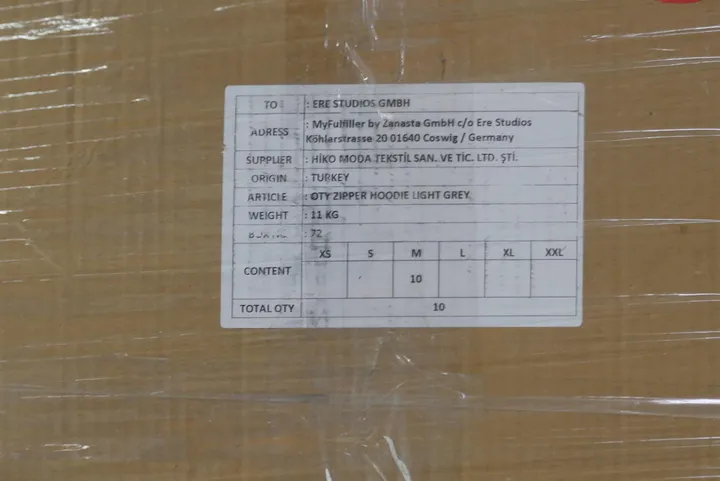 TO : ERE STUDIOS GMBH
ADRESS : MyFulfiller by Zanasta GmbH c/o Ere Studios
Köhlerstrasse 20 01640 Coswig / Germany
SUPPLIER : HİKO MODA TEKSTİL SAN. VE TİC. LTD. ŞTİ.
ORIGIN : TURKEY
ARTICLE : OTY ZIPPER HOODIE LIGHT GREY
WEIGHT : 11 KG
: 72
XS S M L XL XXL
CONTENT 10
TOTAL QTY 10